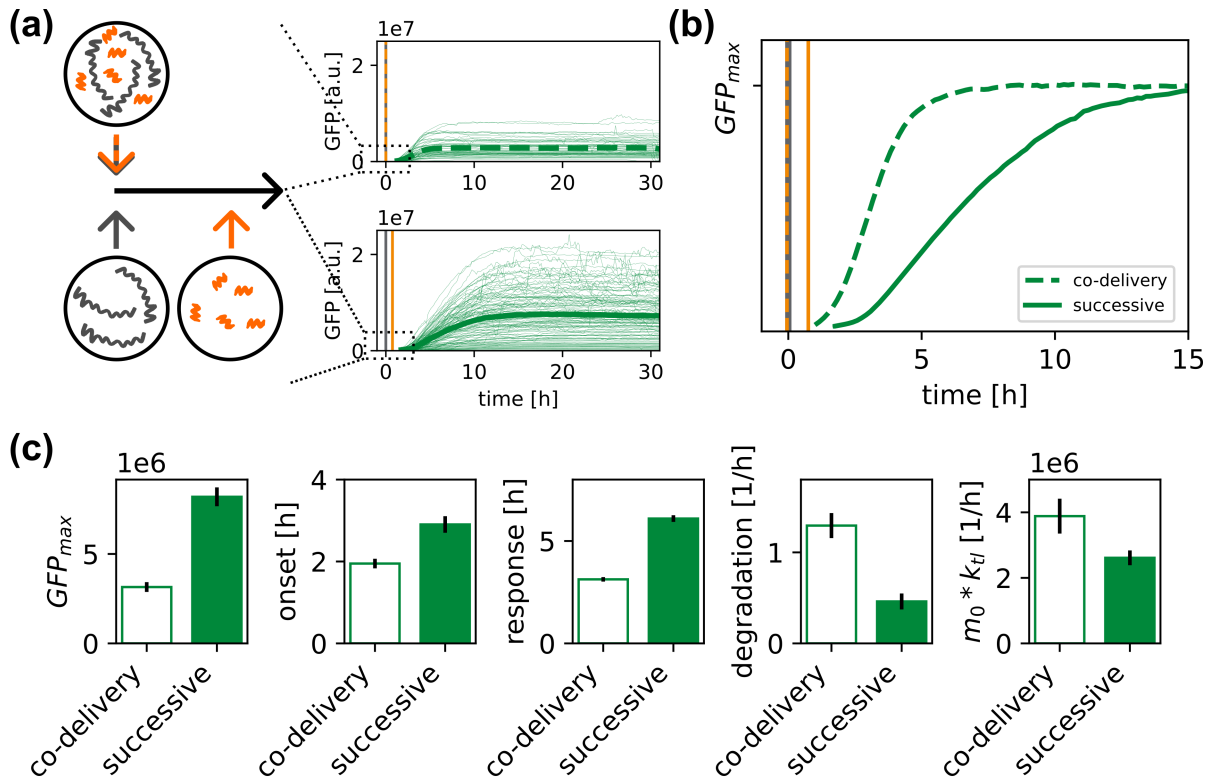 (a)
1e7
GFP [a.u.]
2
0
0 10 20 30
1e7
GFP [a.u.]
2
0
0 10 20 30
time [h]
(b)
GFP_max
co-delivery
successive
0 5 10 15
time [h]
(c)
1e6
GFP_max
5
0
co-delivery
successive
onset [h]
4
2
0
co-delivery
successive
response [h]
5
0
co-delivery
successive
degradation [1/h]
1
0
co-delivery
successive
1e6
m_0 * k_tl [1/h]
4
2
0
co-delivery
successive